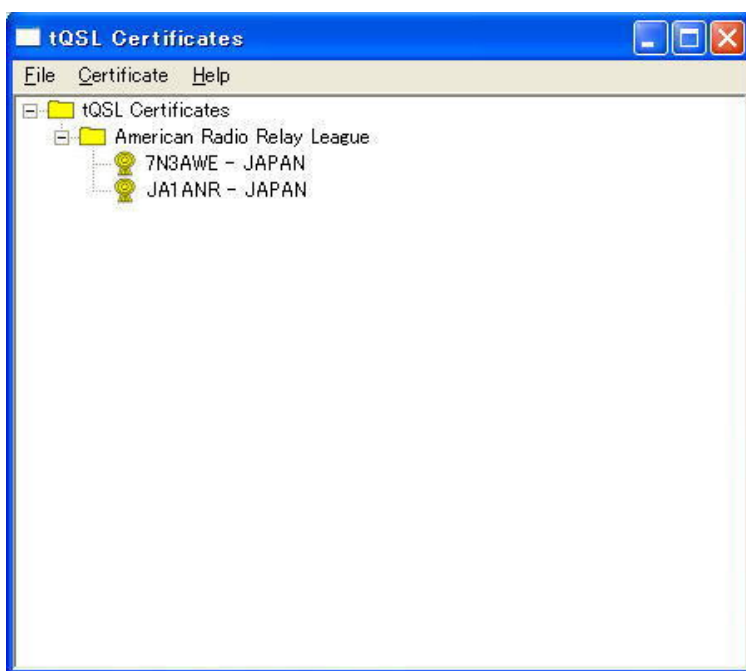 tQSL Certificates
File Certificate Help
tQSL Certificates
American Radio Relay League
7N3AWE - JAPAN
JA1ANR - JAPAN